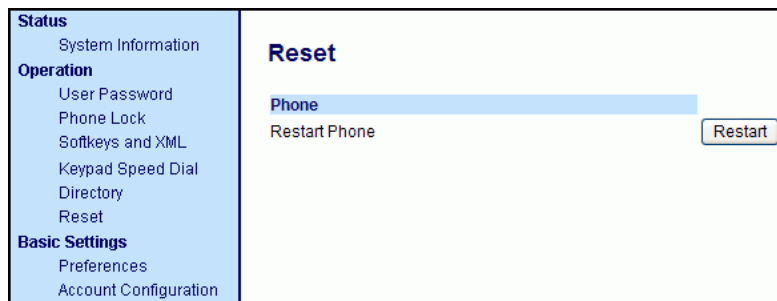 Status
System Information
Operation
User Password
Phone Lock
Softkeys and XML
Keypad Speed Dial
Directory
Reset
Basic Settings
Preferences
Account Configuration
Reset
Phone
Restart Phone
Restart